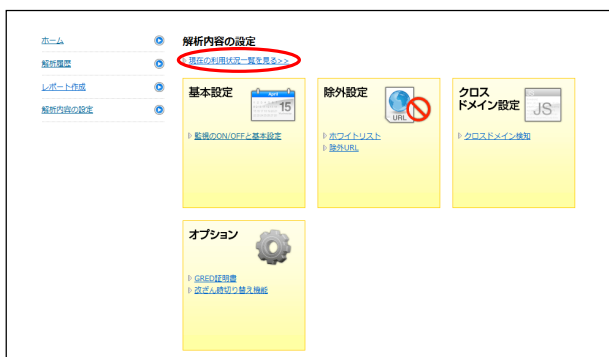 ホーム
解析履歴
レポート作成
解析内容の設定
解析内容の設定
現在の利用状況一覧を見る>>
基本設定
April
15
監視のON/OFFと基本設定
除外設定
URL
ホワイトリスト
除外URL
クロス
ドメイン設定
JS
クロスドメイン検知
オプション
GRED証明書
改ざん時切り替え機能